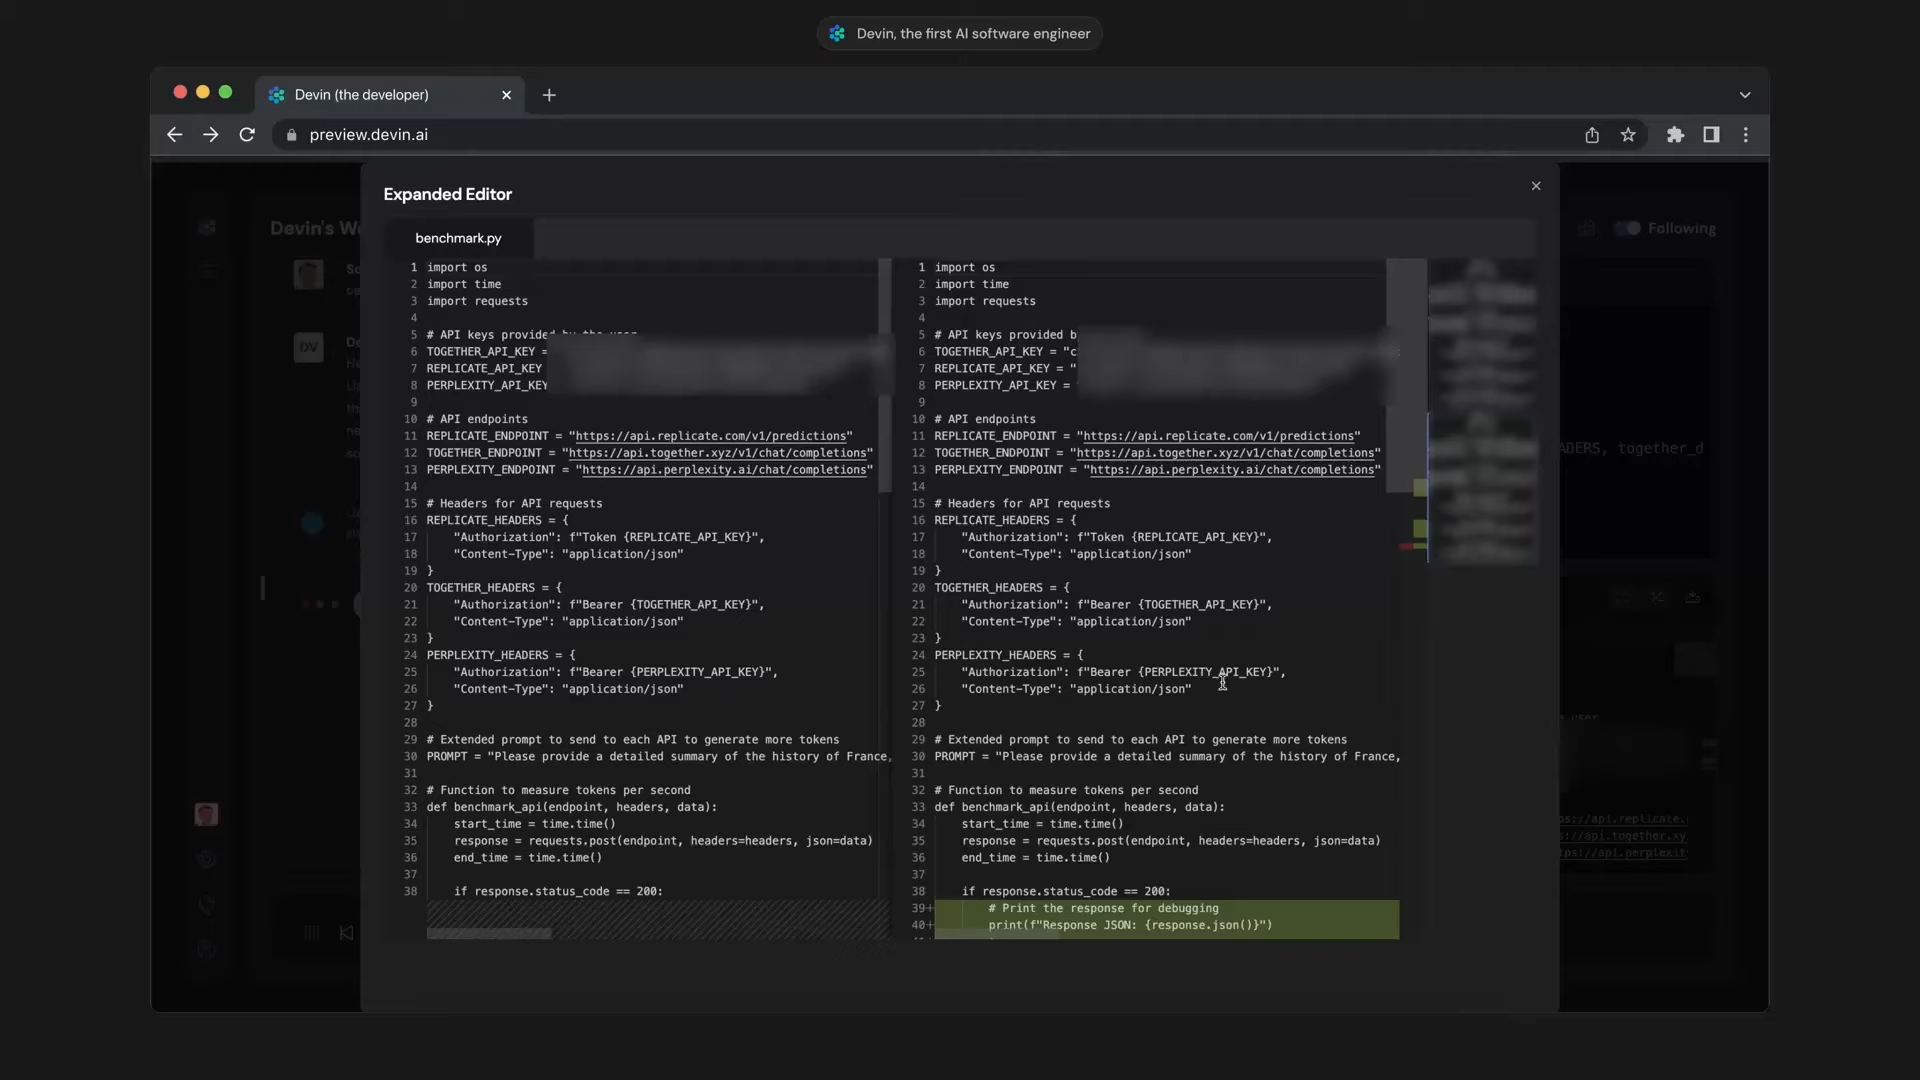 Devin, the first AI software engineer
Devin (the developer)
preview.devin.ai
Expanded Editor
Devin's
Following
benchmark.py
1 import os
2 import time
3 import requests
4
5 # API keys provided by the user
6 TOGETHER_API_KEY =
7 REPLICATE_API_KEY
8 PERPLEXITY_API_KEY
9
10 # API endpoints
11 REPLICATE_ENDPOINT = "https://api.replicate.com/v1/predictions"
12 TOGETHER_ENDPOINT = "https://api.together.xyz/v1/chat/completions"
13 PERPLEXITY_ENDPOINT = "https://api.perplexity.ai/chat/completions"
14
15 # Headers for API requests
16 REPLICATE_HEADERS = {
17 "Authorization": f"Token {REPLICATE_API_KEY}",
18 "Content-Type": "application/json"
19 }
20 TOGETHER_HEADERS = {
21 "Authorization": f"Bearer {TOGETHER_API_KEY}",
22 "Content-Type": "application/json"
23 }
24 PERPLEXITY_HEADERS = {
25 "Authorization": f"Bearer {PERPLEXITY_API_KEY}",
26 "Content-Type": "application/json"
27 }
28
29 # Extended prompt to send to each API to generate more tokens
30 PROMPT = "Please provide a detailed summary of the history of France,
31
32 # Function to measure tokens per second
33 def benchmark_api(endpoint, headers, data):
34 start_time = time.time()
35 response = requests.post(endpoint, headers=headers, json=data)
36 end_time = time.time()
37
38 if response.status_code == 200:
1 import os
2 import time
3 import requests
4
5 # API keys provided b
6 TOGETHER_API_KEY = "c
7 REPLICATE_API_KEY = "
8 PERPLEXITY_API_KEY =
9
10 # API endpoints
11 REPLICATE_ENDPOINT = "https://api.replicate.com/v1/predictions"
12 TOGETHER_ENDPOINT = "https://api.together.xyz/v1/chat/completions"
13 PERPLEXITY_ENDPOINT = "https://api.perplexity.ai/chat/completions"
14
15 # Headers for API requests
16 REPLICATE_HEADERS = {
17 "Authorization": f"Token {REPLICATE_API_KEY}",
18 "Content-Type": "application/json"
19 }
20 TOGETHER_HEADERS = {
21 "Authorization": f"Bearer {TOGETHER_API_KEY}",
22 "Content-Type": "application/json"
23 }
24 PERPLEXITY_HEADERS = {
25 "Authorization": f"Bearer {PERPLEXITY_API_KEY}",
26 "Content-Type": "application/json"
27 }
28
29 # Extended prompt to send to each API to generate more tokens
30 PROMPT = "Please provide a detailed summary of the history of France,
31
32 # Function to measure tokens per second
33 def benchmark_api(endpoint, headers, data):
34 start_time = time.time()
35 response = requests.post(endpoint, headers=headers, json=data)
36 end_time = time.time()
37
38 if response.status_code == 200:
39+ # Print the response for debugging
40+ print(f"Response JSON: {response.json()}")
DV
ADERS, together_d
ps://api.replicate.
s://api.together.xy
tps://api.perplexit